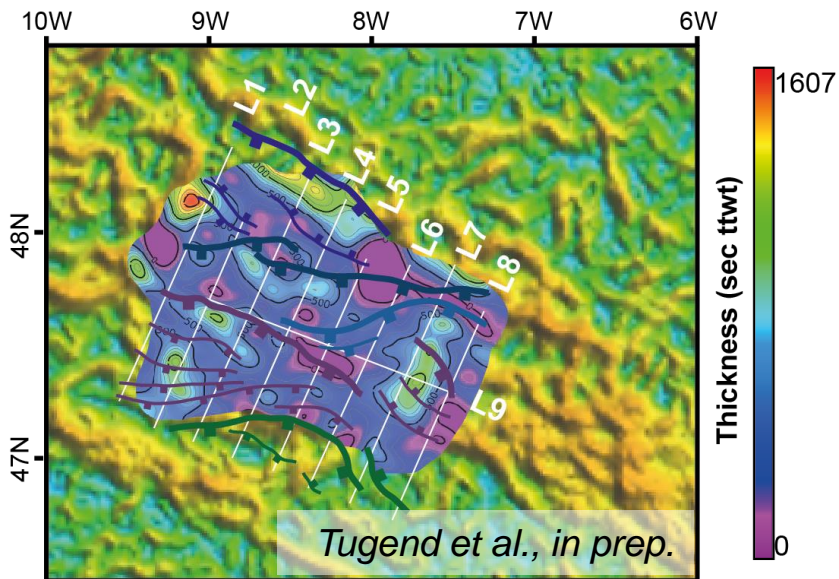 10W 9W 8W 7W 6W
1607
L1
L2
L3
L4
L5
L6
L7
L8
L9
48N
47N
Thickness (sec ttwt)
0
Tugend et al., in prep.